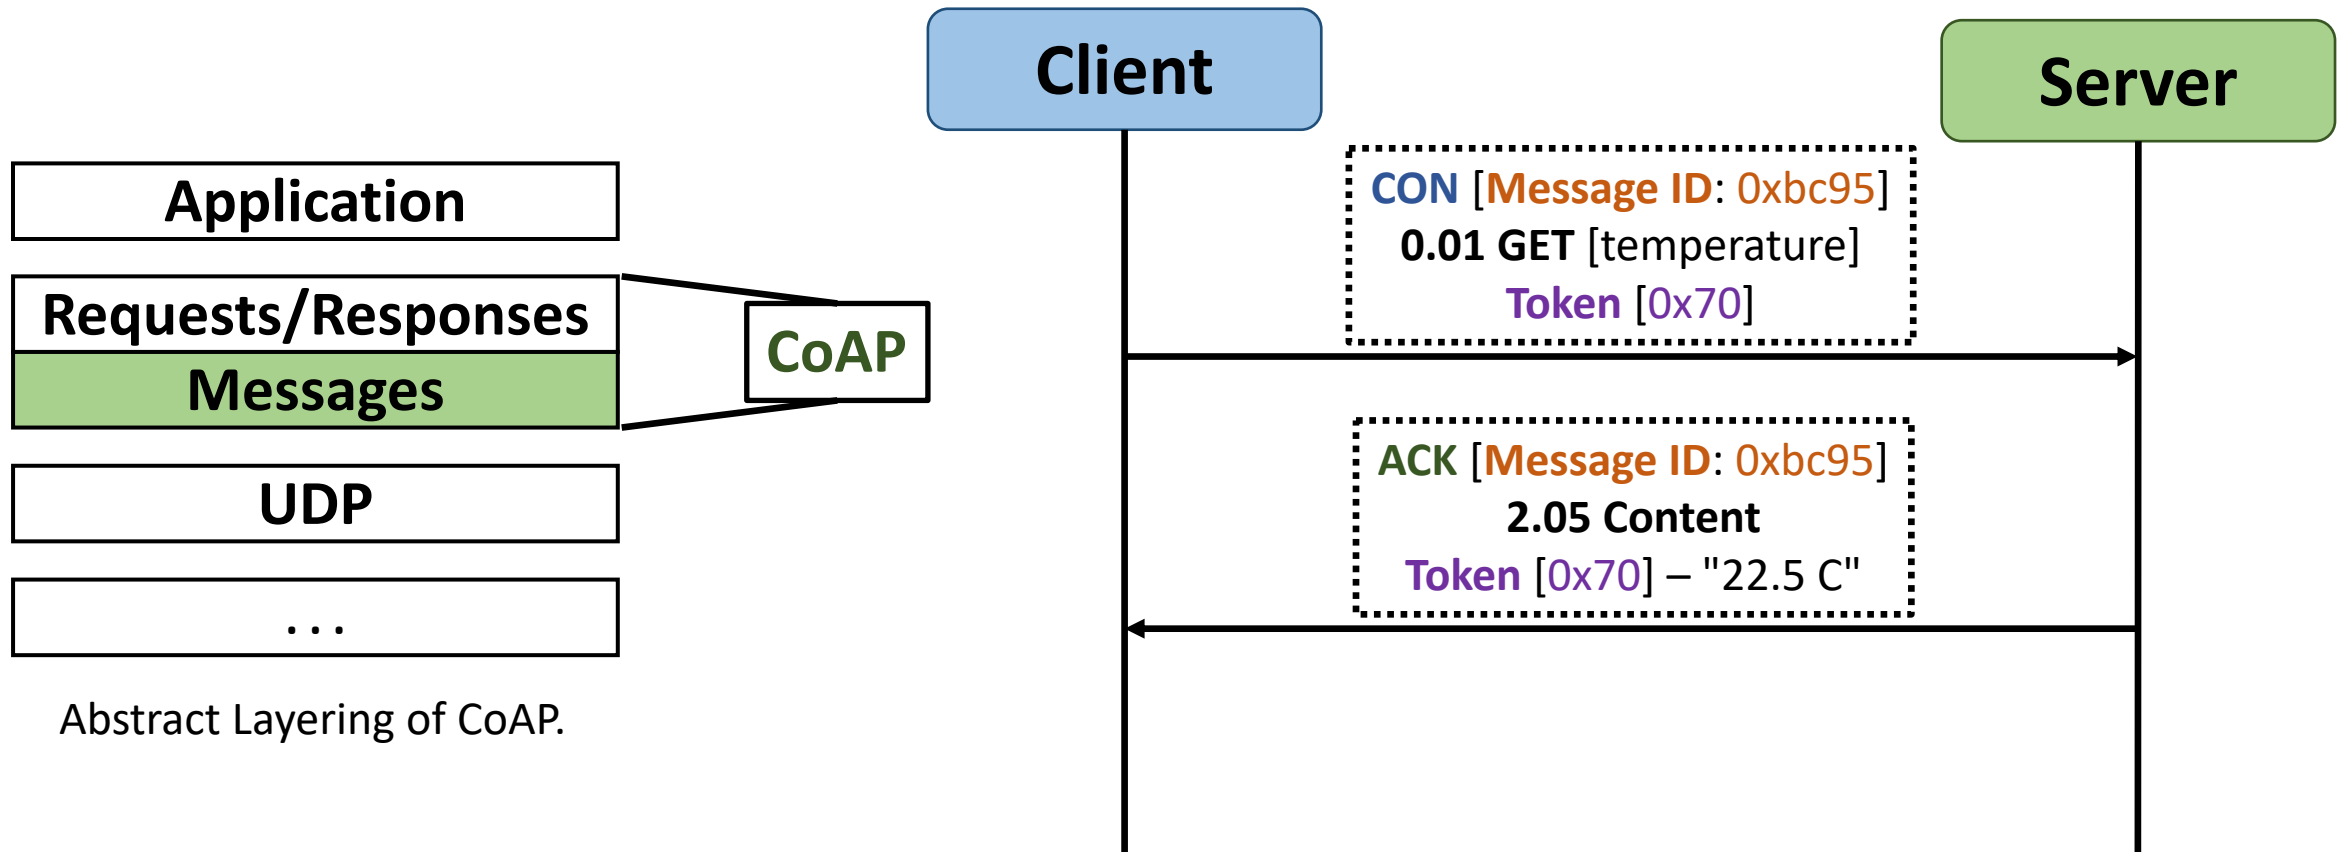 Application
Requests/Responses
Messages
UDP
. . .
Abstract Layering of CoAP.
CoAP
Client
Server
CON [Message ID: 0xbc95]
0.01 GET [temperature]
Token [0x70]
ACK [Message ID: 0xbc95]
2.05 Content
Token [0x70] – "22.5 C"